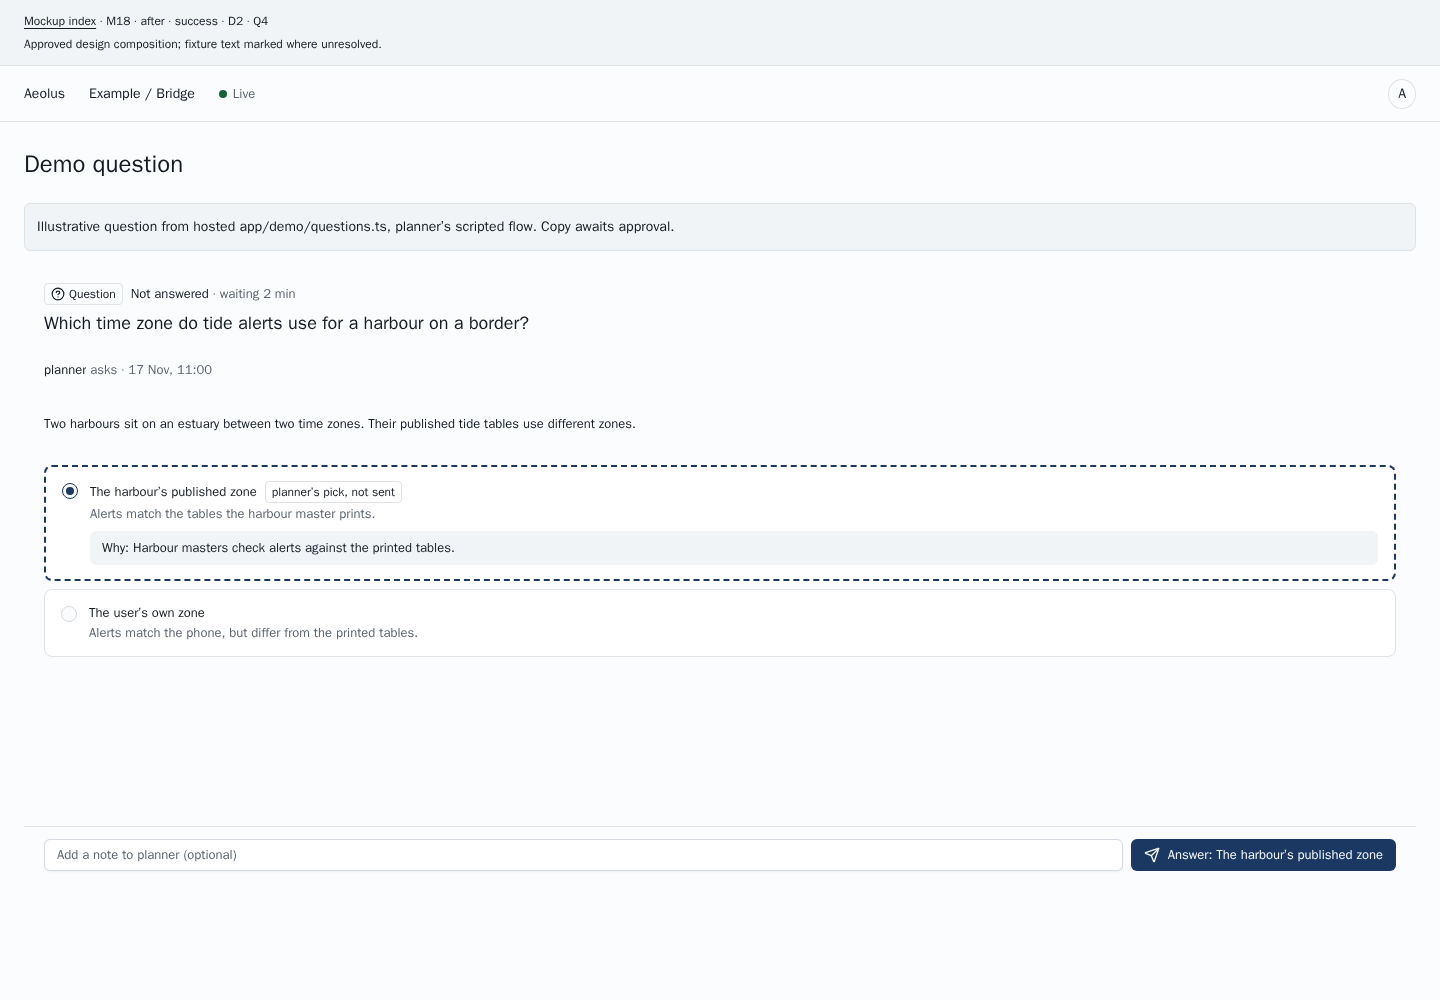 Mockup index · M18 · after · success · D2 · Q4
Approved design composition; fixture text marked where unresolved.
Aeolus Example / Bridge Live A
Demo question
Illustrative question from hosted app/demo/questions.ts, planner's scripted flow. Copy awaits approval.
Question Not answered · waiting 2 min
Which time zone do tide alerts use for a harbour on a border?
planner asks · 17 Nov, 11:00
Two harbours sit on an estuary between two time zones. Their published tide tables use different zones.
The harbour's published zone planner's pick, not sent
Alerts match the tables the harbour master prints.
Why: Harbour masters check alerts against the printed tables.
The user's own zone
Alerts match the phone, but differ from the printed tables.
Add a note to planner (optional) Answer: The harbour's published zone